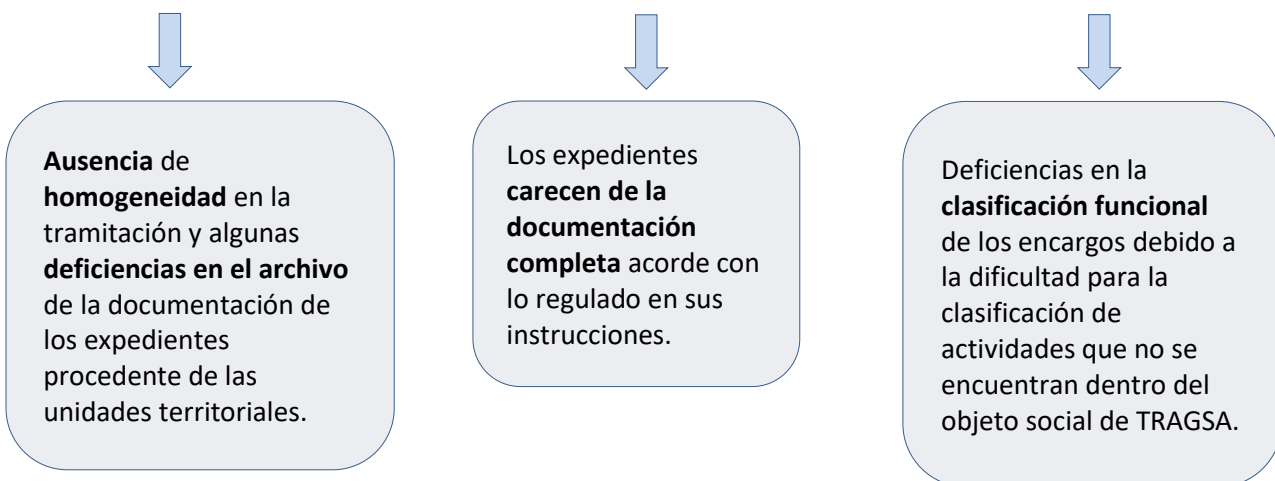 Ausencia de
homogeneidad en la
tramitación y algunas
deficiencias en el archivo
de la documentación de
los expedientes
procedente de las
unidades territoriales.
Los expedientes
carecen de la
documentación
completa acorde con
lo regulado en sus
instrucciones.
Deficiencias en la
clasificación funcional
de los encargos debido a
la dificultad para la
clasificación de
actividades que no se
encuentran dentro del
objeto social de TRAGSA.